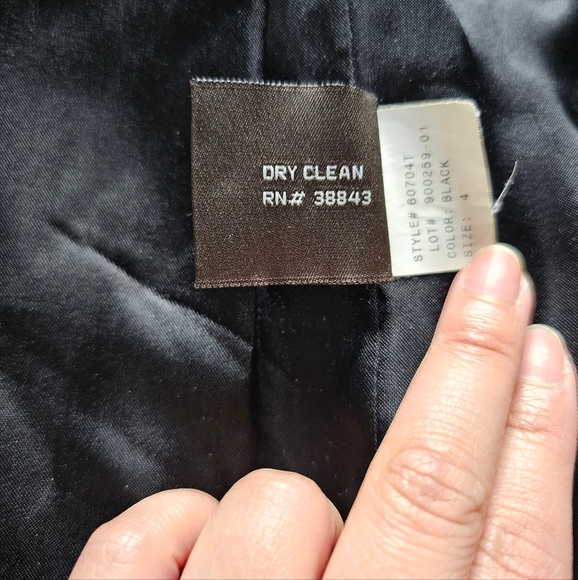 DRY CLEAN
RN# 38843
STYLE# 60704T
LOT# 900259-01
COLOR: BLACK
SIZE: 4